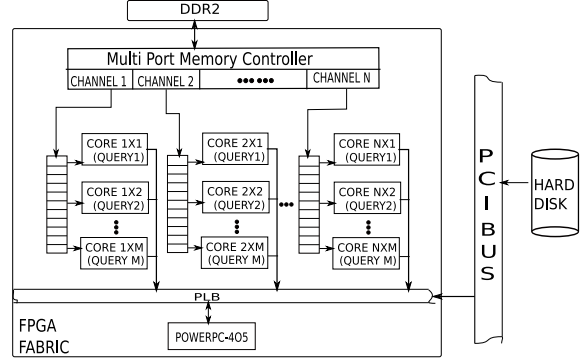 DDR2
Multi Port Memory Controller
CHANNEL 1 CHANNEL 2 CHANNEL N
CORE 1X1
(QUERY1)
CORE 2X1
(QUERY1)
CORE NX1
(QUERY1)
CORE 1X2
(QUERY2)
CORE 2X2
(QUERY2)
CORE NX2
(QUERY2)
CORE 1XM
(QUERY M)
CORE 2XM
(QUERY M)
CORE NXM
(QUERY M)
PCI BUS
HARD
DISK
PLB
FPGA
FABRIC
POWERPC-405